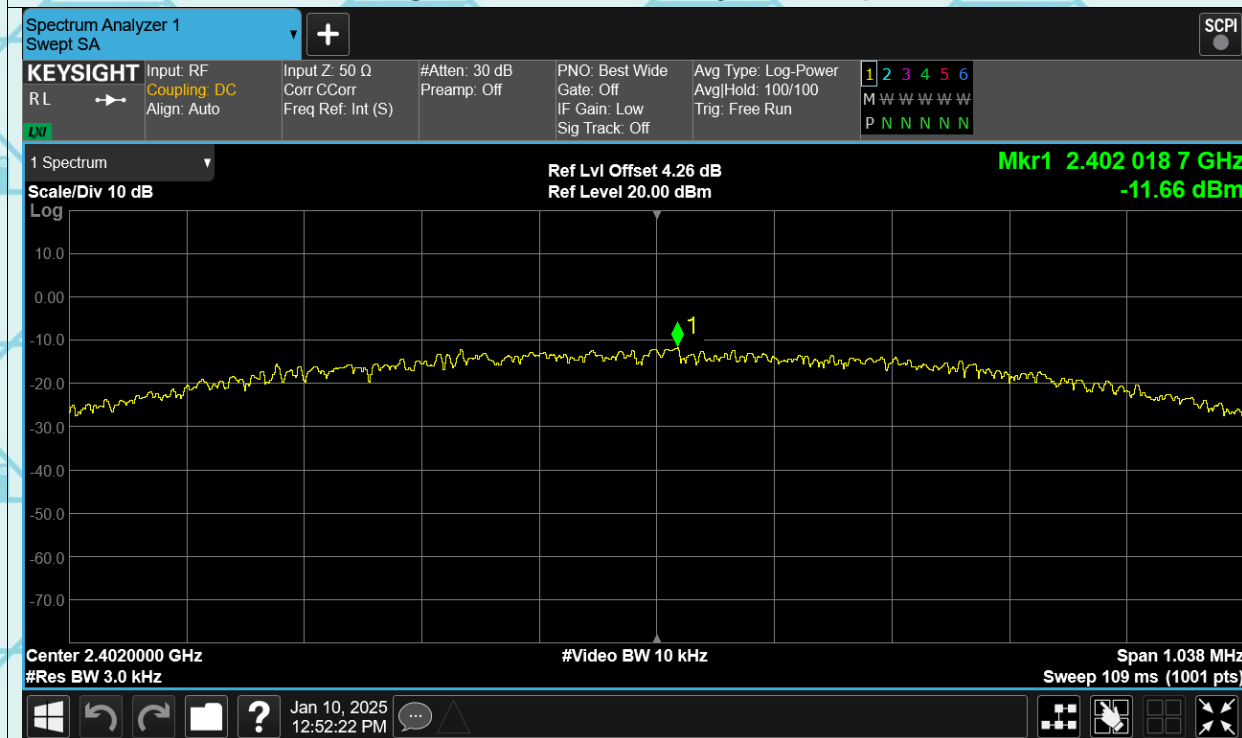 Spectrum Analyzer 1
Swept SA
+
SCPI
KEYSIGHT
RL
LXI
Input: RF
Coupling: DC
Align: Auto
Input Z: 50 Ω
Corr CCorr
Freq Ref: Int (S)
#Atten: 30 dB
Preamp: Off
PNO: Best Wide
Gate: Off
IF Gain: Low
Sig Track: Off
Avg Type: Log-Power
Avg|Hold: 100/100
Trig: Free Run
1 2 3 4 5 6
M W W W W W
P N N N N N
1 Spectrum
Scale/Div 10 dB
Log
Ref Lvl Offset 4.26 dB
Ref Level 20.00 dBm
Mkr1 2.402 018 7 GHz
-11.66 dBm
10.0
0.00
-10.0
-20.0
-30.0
-40.0
-50.0
-60.0
-70.0
1
Center 2.4020000 GHz
#Res BW 3.0 kHz
#Video BW 10 kHz
Span 1.038 MHz
Sweep 109 ms (1001 pts)
?
Jan 10, 2025
12:52:22 PM